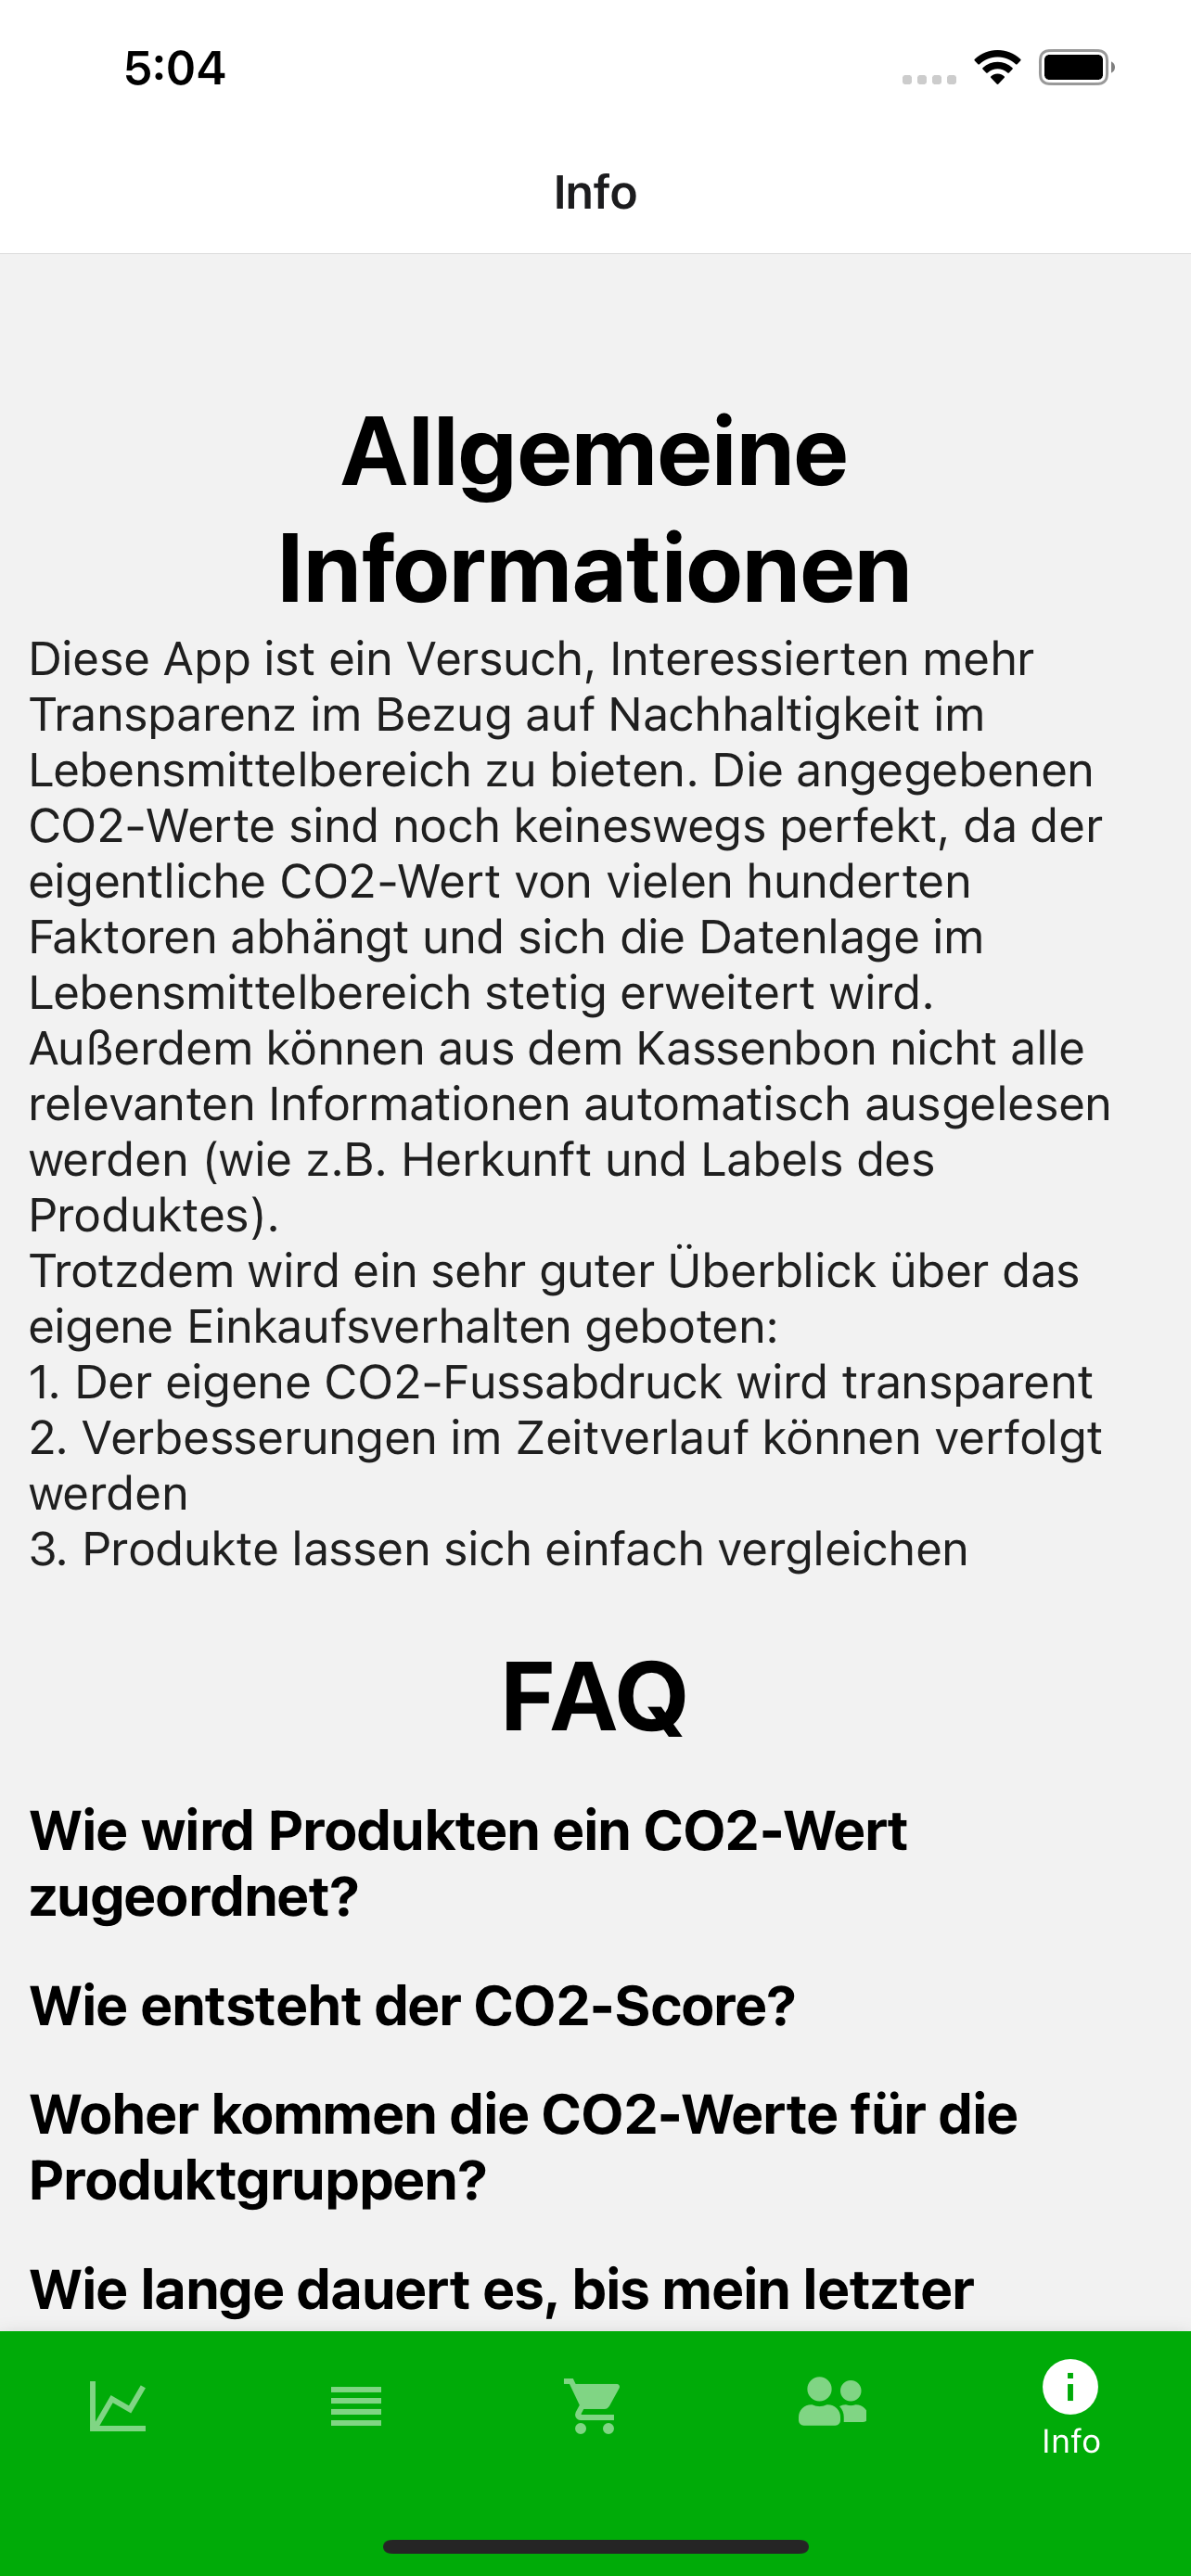 5:04
Info
Allgemeine
Informationen
Diese App ist ein Versuch, Interessierten mehr
Transparenz im Bezug auf Nachhaltigkeit im
Lebensmittelbereich zu bieten. Die angegebenen
CO2-Werte sind noch keineswegs perfekt, da der
eigentliche CO2-Wert von vielen hunderten
Faktoren abhängt und sich die Datenlage im
Lebensmittelbereich stetig erweitert wird.
Außerdem können aus dem Kassenbon nicht alle
relevanten Informationen automatisch ausgelesen
werden (wie z.B. Herkunft und Labels des
Produktes).
Trotzdem wird ein sehr guter Überblick über das
eigene Einkaufsverhalten geboten:
1. Der eigene CO2-Fussabdruck wird transparent
2. Verbesserungen im Zeitverlauf können verfolgt
werden
3. Produkte lassen sich einfach vergleichen
FAQ
Wie wird Produkten ein CO2-Wert
zugeordnet?
Wie entsteht der CO2-Score?
Woher kommen die CO2-Werte für die
Produktgruppen?
Wie lange dauert es, bis mein letzter
Info